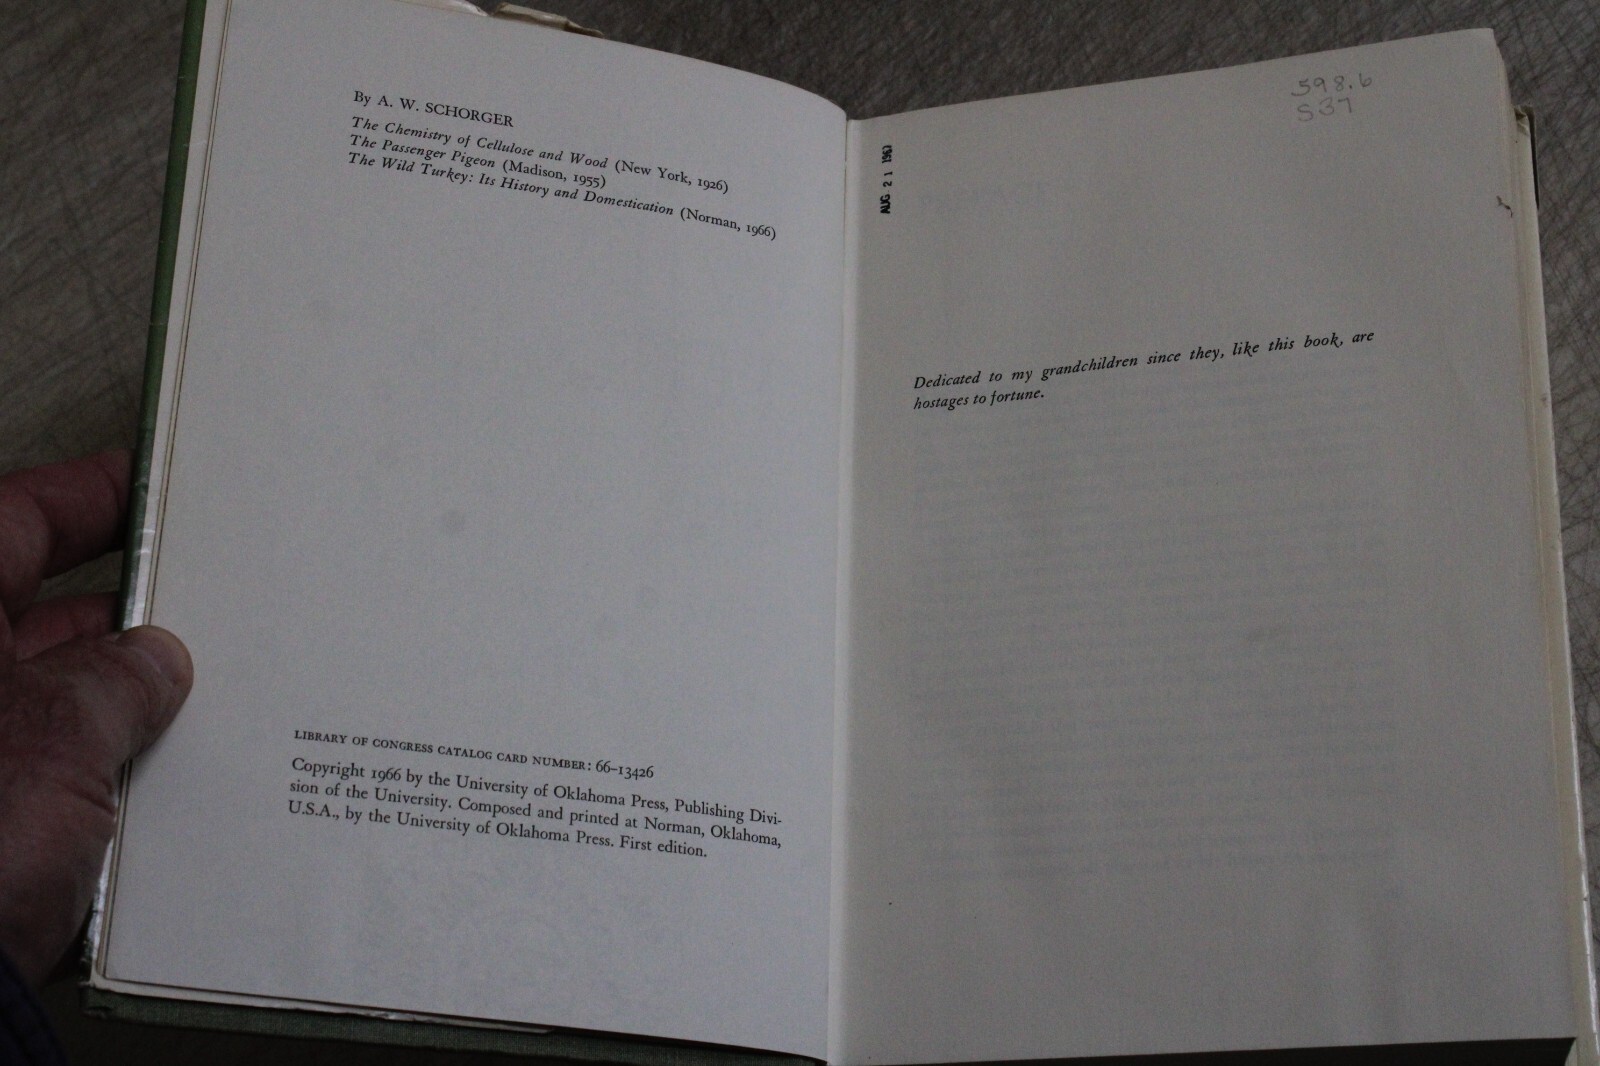 By A. W. SCHORGER
The Chemistry of Cellulose and Wood (New York, 1926)
The Passenger Pigeon (Madison, 1955)
The Wild Turkey: Its History and Domestication (Norman, 1966)
LIBRARY OF CONGRESS CATALOG CARD NUMBER: 66-13426
Copyright 1966 by the University of Oklahoma Press, Publishing Divi-
sion of the University. Composed and printed at Norman, Oklahoma,
U.S.A., by the University of Oklahoma Press. First edition.
598.6
S37
AUG 21 1967
Dedicated to my grandchildren since they, like this book, are
hostages to fortune.